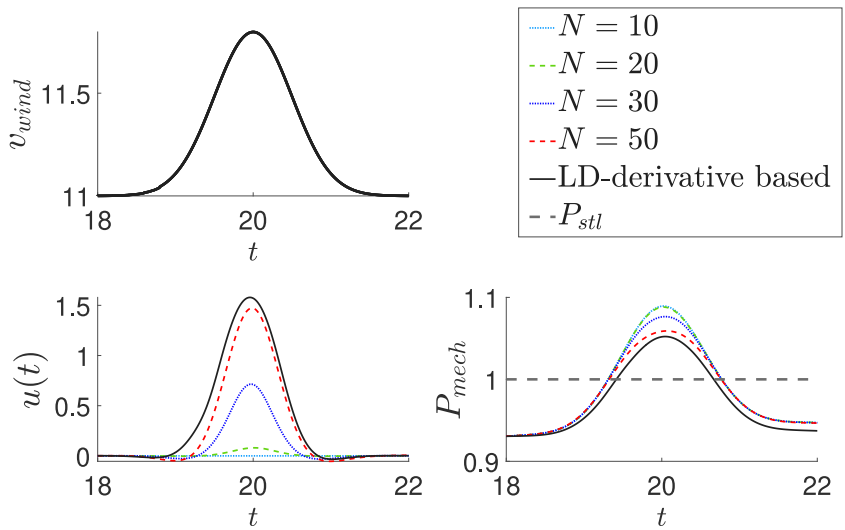 v_wind
11.5
11
18 20 22
t
N = 10
N = 20
N = 30
N = 50
LD-derivative based
P_stl
u(t)
1.5
1
0.5
0
18 20 22
t
P_mech
1.1
1
0.9
18 20 22
t